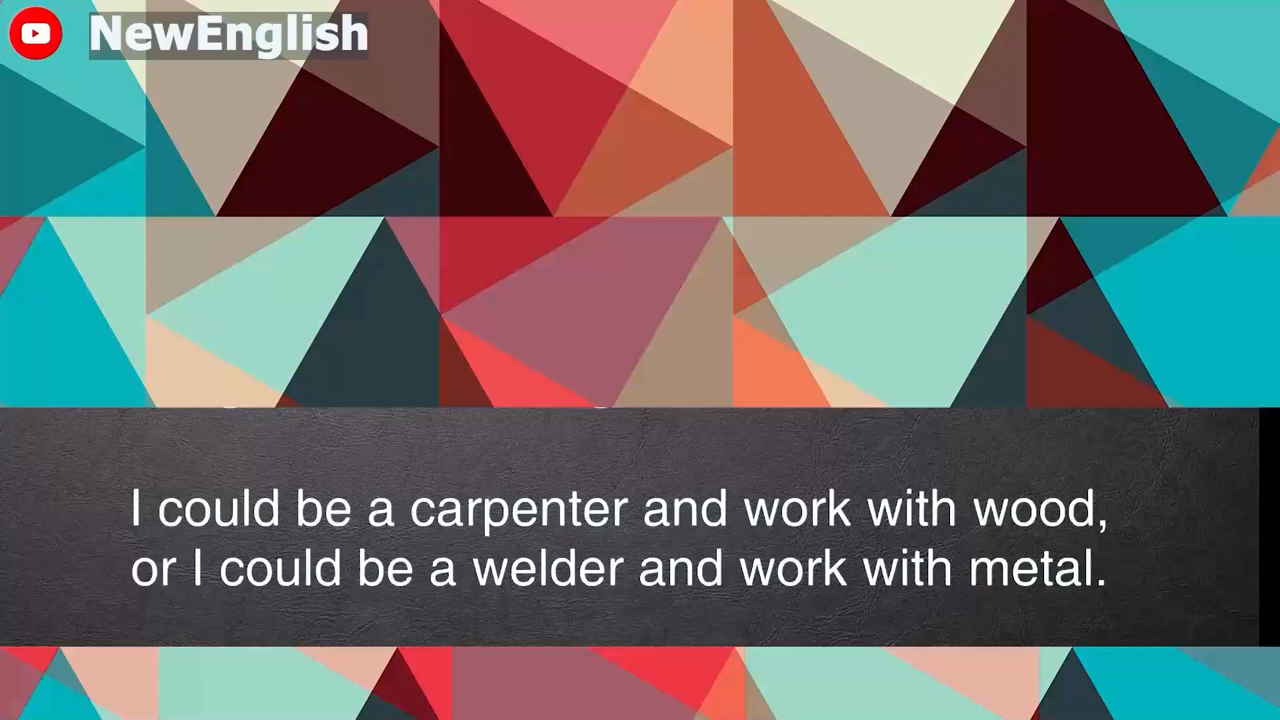 NewEnglish
I could be a carpenter and work with wood,
or I could be a welder and work with metal.